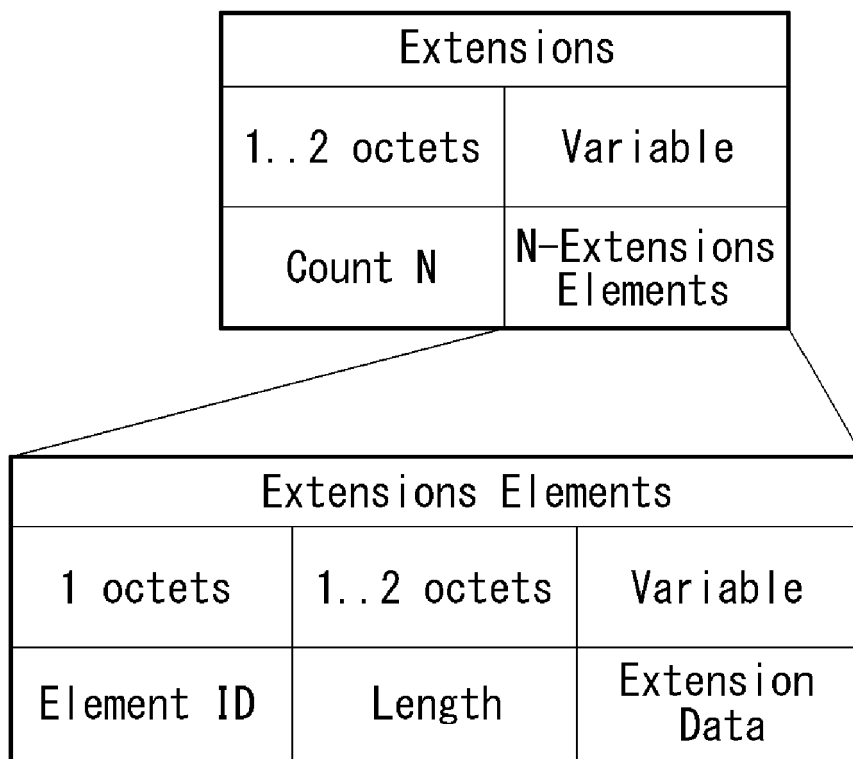 Extensions
1..2 octets
Variable
Count N
N-Extensions
Elements
Extensions Elements
1 octets
1..2 octets
Variable
Element ID
Length
Extension
Data